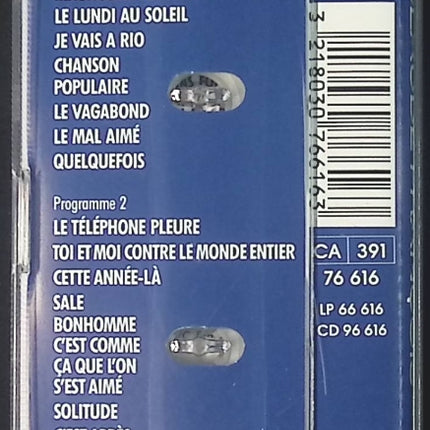 LE LUNDI AU SOLEIL
JE VAIS A RIO
CHANSON
POPULAIRE
LE VAGABOND
LE MAL AIMÉ
QUELQUEFOIS
Programme 2
LE TÉLÉPHONE PLEURE
TOI ET MOI CONTRE LE MONDE ENTIER
CETTE ANNÉE-LÀ
SALE
BONHOMME
C'EST COMME
ÇA QUE L'ON
S'EST AIMÉ
SOLITUDE
3 218030 766163
CA 391
76 616
LP 66 616
CD 96 616